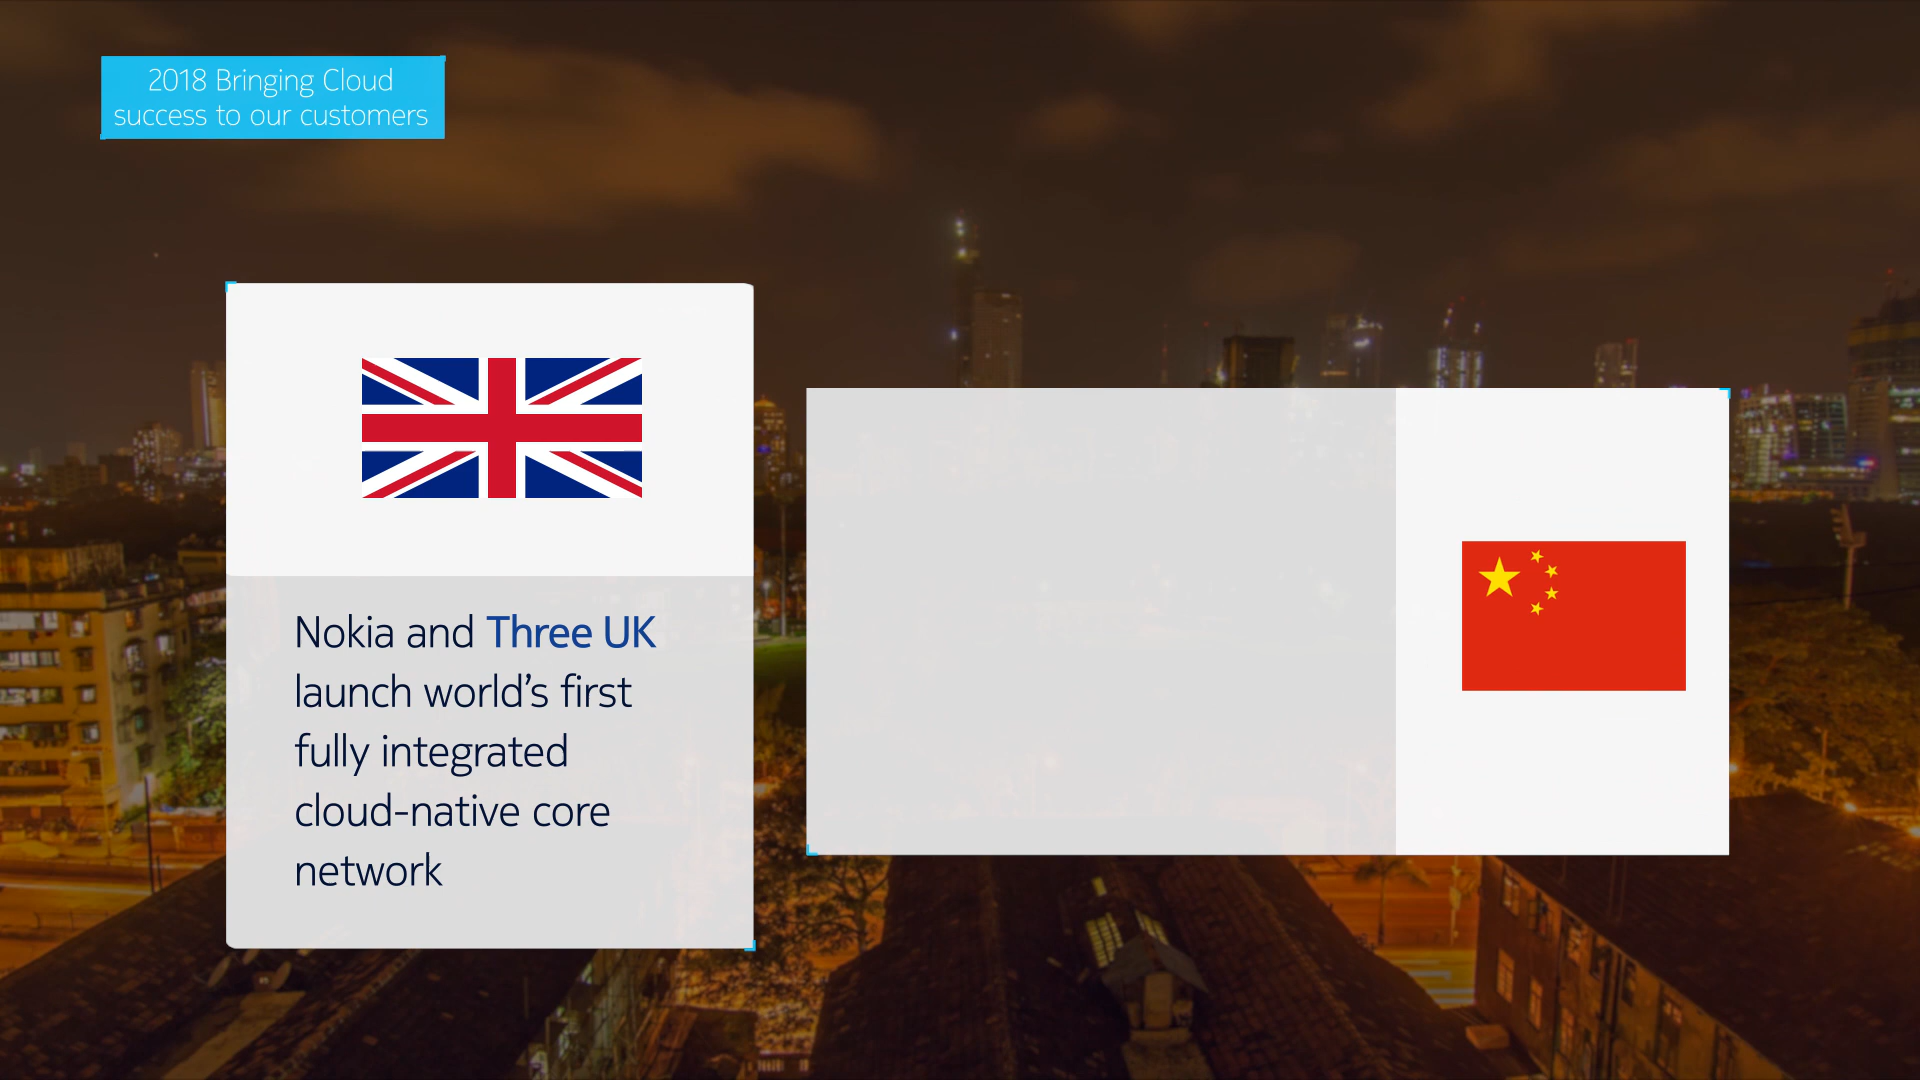 2018 Bringing Cloud
success to our customers
Nokia and Three UK
launch world’s first
fully integrated
cloud-native core
network